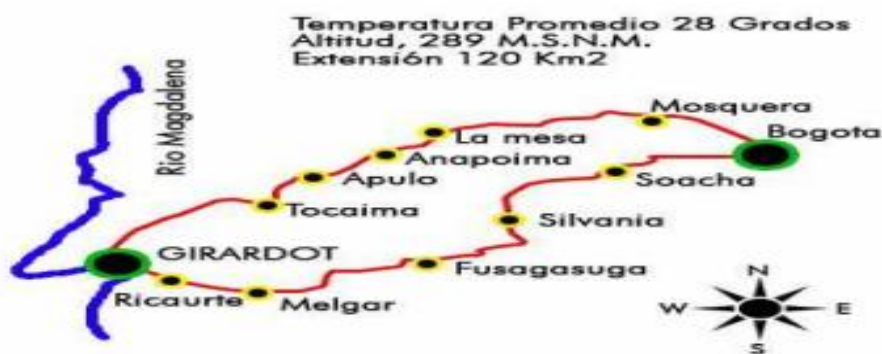 Temperatura Promedio 28 Grados
Altitud, 289 M.S.N.M.
Extensión 120 Km2
Río Magdalena
Mosquera
Bogota
La mesa
Anapoima
Soacha
Apulo
Tocaima
Silvania
GIRARDOT
Fusagasuga
Ricaurte
Melgar
N
W
E
S